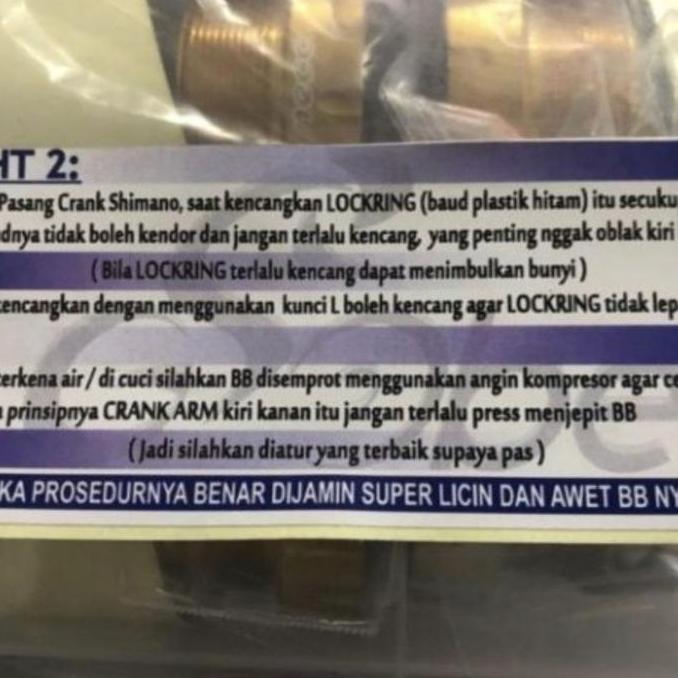 HT 2:
Pasang Crank Shimano, saat kencangkan LOCKRING (baud plastik hitam) itu secuku
dnya tidak boleh kendor dan jangan terlalu kencang, yang penting nggak oblak kiri
( Bila LOCKRING terlalu kencang dapat menimbulkan bunyi )
encangkan dengan menggunakan kunci L boleh kencang agar LOCKRING tidak lep
erkena air / di cuci silahkan BB disemprot menggunakan angin kompresor agar ce
prinsipnya CRANK ARM kiri kanan itu jangan terlalu press menjepit BB
( Jadi silahkan diatur yang terbaik supaya pas )
KA PROSEDURNYA BENAR DIJAMIN SUPER LICIN DAN AWET BB NY